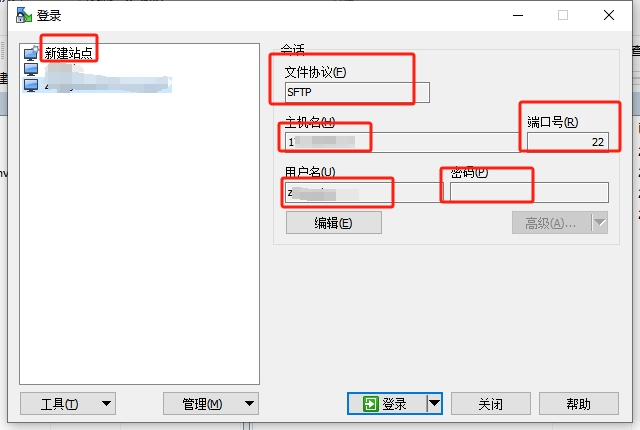 登录
新建站点
会话
文件协议(F)
SFTP
主机名(H)
端口号(R)
1
22
用户名(U)
密码(P)
z
编辑(E)
高级(A)...
工具(T)
管理(M)
登录
关闭
帮助